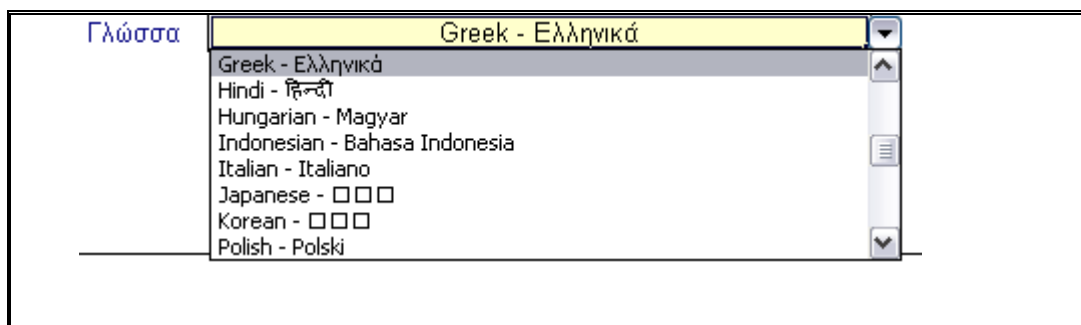 Γλώσσα Greek - Ελληνικά
Greek - Ελληνικά
Hindi - हिन्दी
Hungarian - Magyar
Indonesian - Bahasa Indonesia
Italian - Italiano
Japanese - □□□
Korean - □□□
Polish - Polski